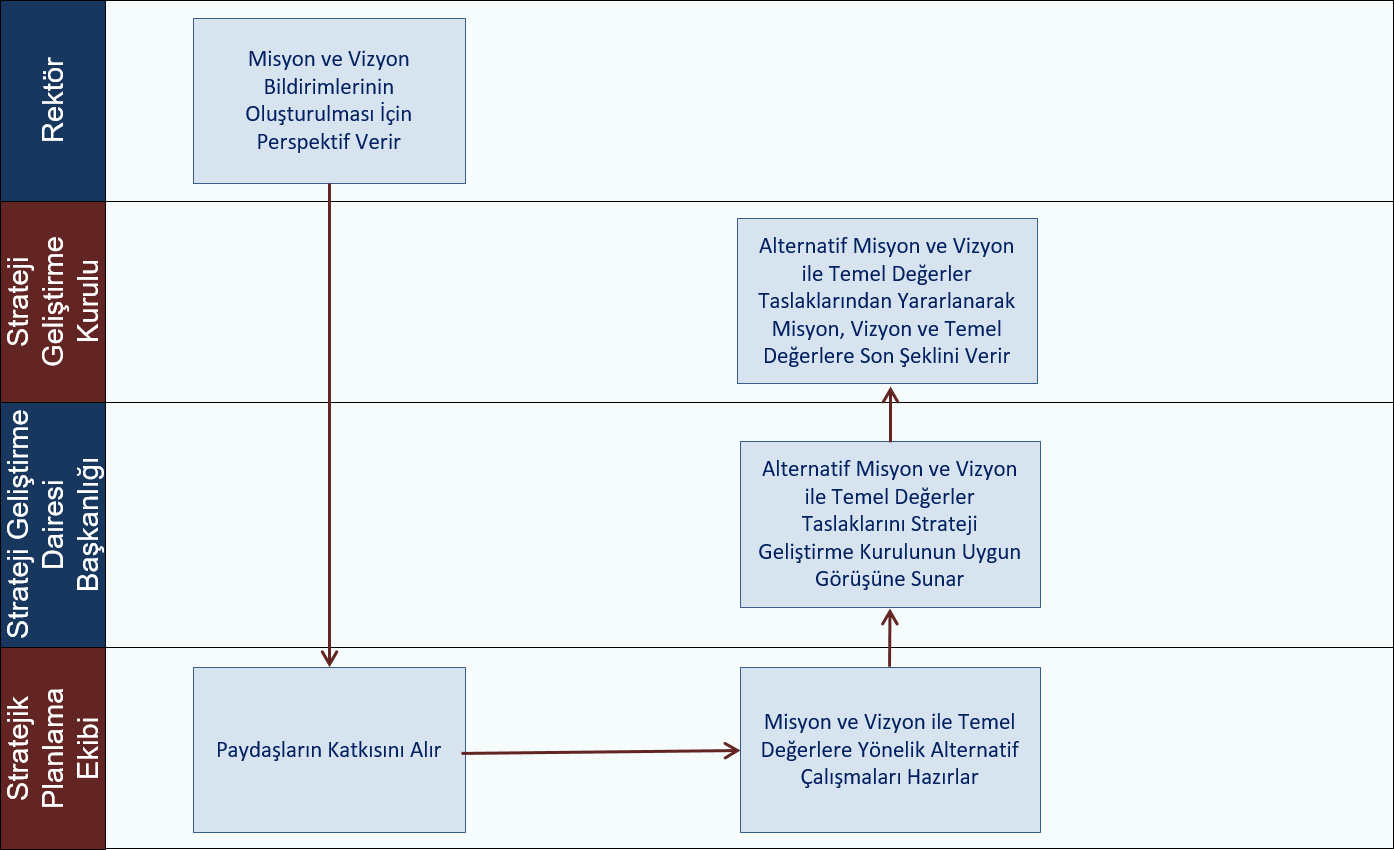 Rektör
Misyon ve Vizyon
Bildirimlerinin
Oluşturulması İçin
Perspektif Verir
Strateji
Geliştirme
Kurulu
Alternatif Misyon ve Vizyon
ile Temel Değerler
Taslaklarından Yararlanarak
Misyon, Vizyon ve Temel
Değerlere Son Şeklini Verir
Strateji Geliştirme
Dairesi
Başkanlığı
Alternatif Misyon ve Vizyon
ile Temel Değerler
Taslaklarını Strateji
Geliştirme Kurulunun Uygun
Görüşüne Sunar
Stratejik
Planlama
Ekibi
Paydaşların Katkısını Alır
Misyon ve Vizyon ile Temel
Değerlere Yönelik Alternatif
Çalışmaları Hazırlar